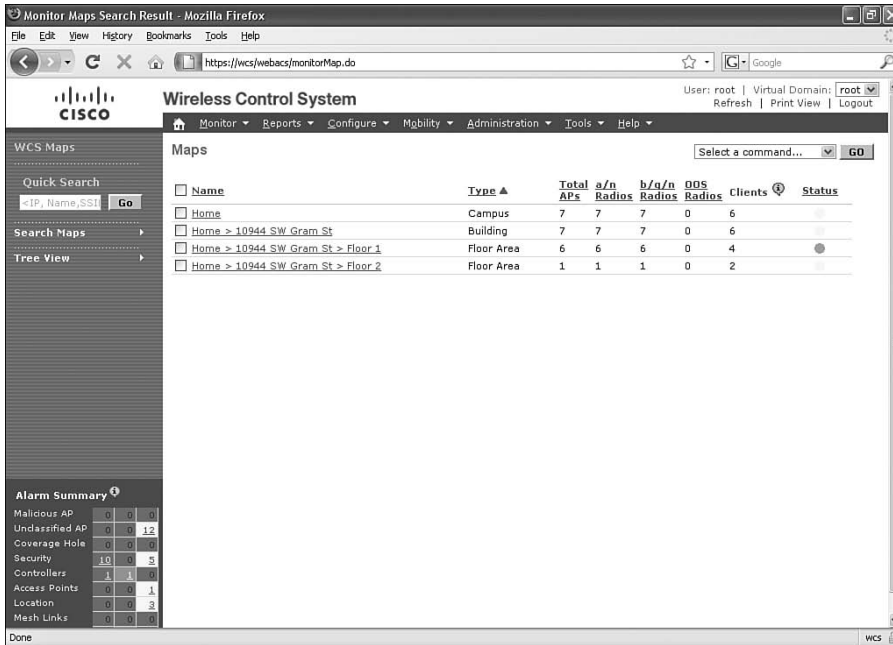 Monitor Maps Search Result - Mozilla Firefox
File Edit View History Bookmarks Tools Help
https://wcs/webacs/monitorMap.do
G Google
CISCO
Wireless Control System
User: root | Virtual Domain: root
Refresh | Print View | Logout
Monitor Reports Configure Mobility Administration Tools Help
WCS Maps
Quick Search
<IP, Name,SSI Go
Search Maps
Tree View
Maps
Select a command... GO
Name Type Total APs a/n Radios b/g/n Radios OOS Radios Clients Status
Home Campus 7 7 7 0 6
Home > 10944 SW Gram St Building 7 7 7 0 6
Home > 10944 SW Gram St > Floor 1 Floor Area 6 6 6 0 4
Home > 10944 SW Gram St > Floor 2 Floor Area 1 1 1 0 2
Alarm Summary
Malicious AP 0 0 0
Unclassified AP 0 0 12
Coverage Hole 0 0 0
Security 10 0 5
Controllers 1 1 0
Access Points 0 0 1
Location 0 0 3
Mesh Links 0 0 0
Done
wcs